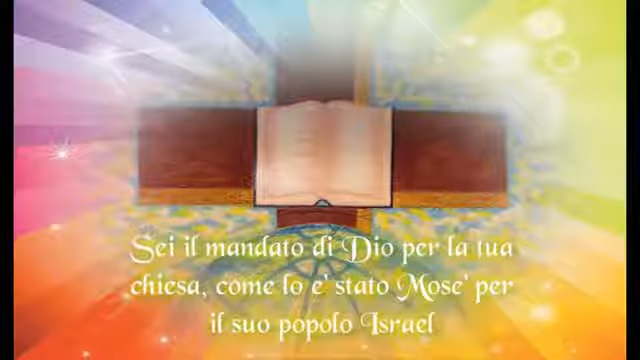 Sei il mandato di Dio per la tua
chiesa, come lo e' stato Mose' per
il suo popolo Israel